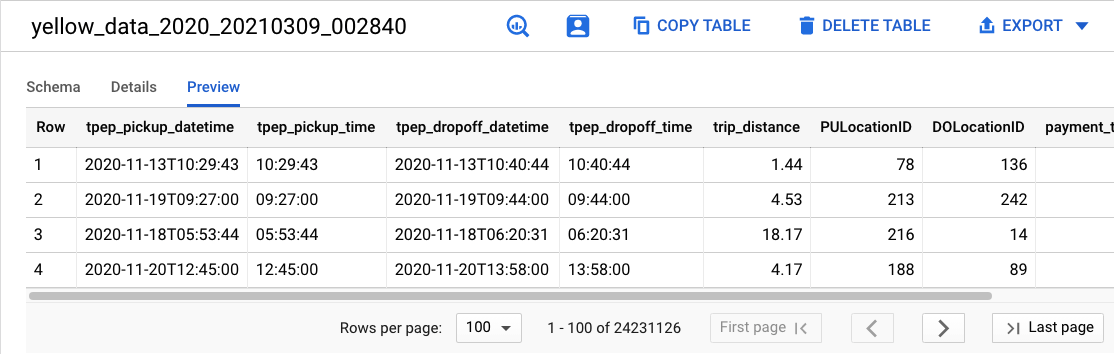 yellow_data_2020_20210309_002840 COPY TABLE DELETE TABLE EXPORT
Schema Details Preview
Row tpep_pickup_datetime tpep_pickup_time tpep_dropoff_datetime tpep_dropoff_time trip_distance PULocationID DOLocationID payment_t
1 2020-11-13T10:29:43 10:29:43 2020-11-13T10:40:44 10:40:44 1.44 78 136
2 2020-11-19T09:27:00 09:27:00 2020-11-19T09:44:00 09:44:00 4.53 213 242
3 2020-11-18T05:53:44 05:53:44 2020-11-18T06:20:31 06:20:31 18.17 216 14
4 2020-11-20T12:45:00 12:45:00 2020-11-20T13:58:00 13:58:00 4.17 188 89
Rows per page: 100 1 - 100 of 24231126 First page Last page